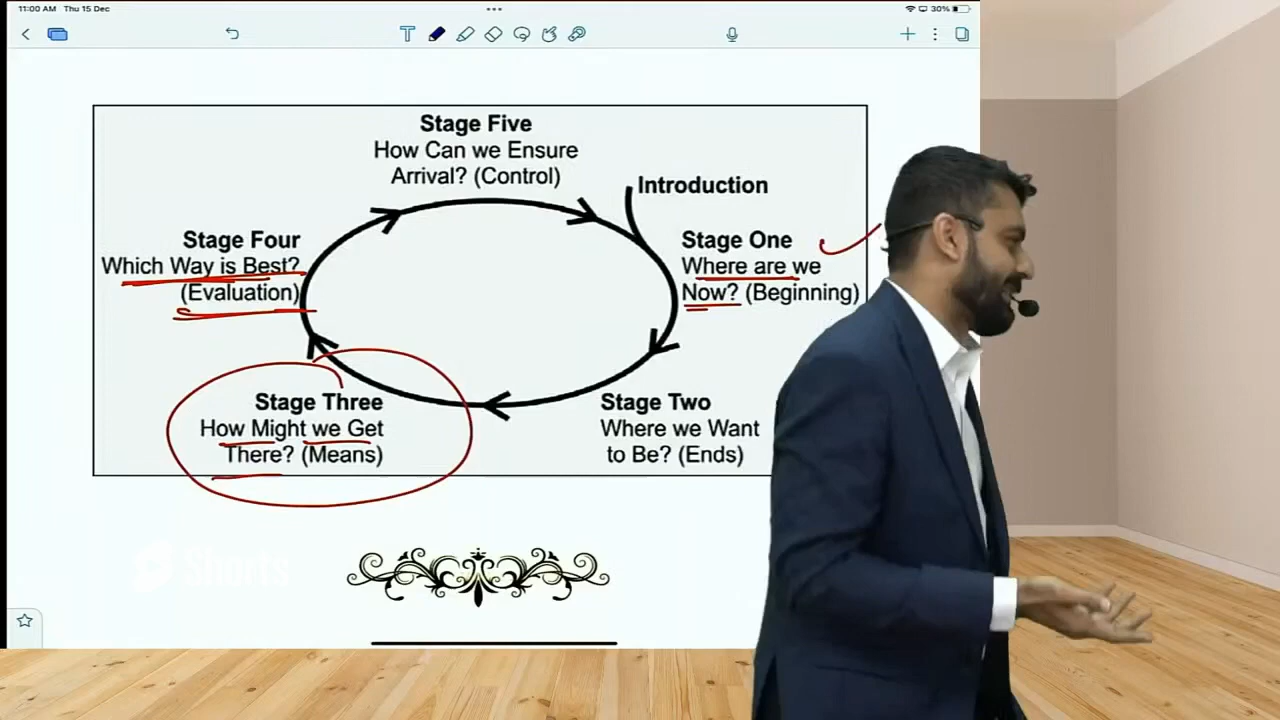 11:00 AM Thu 15 Dec
30%
T
Stage Five
How Can we Ensure
Arrival? (Control)
Introduction
Stage Four
Which Way is Best?
(Evaluation)
Stage One
Where are we
Now? (Beginning)
Stage Three
How Might we Get
There? (Means)
Stage Two
Where we Want
to Be? (Ends)
Shorts